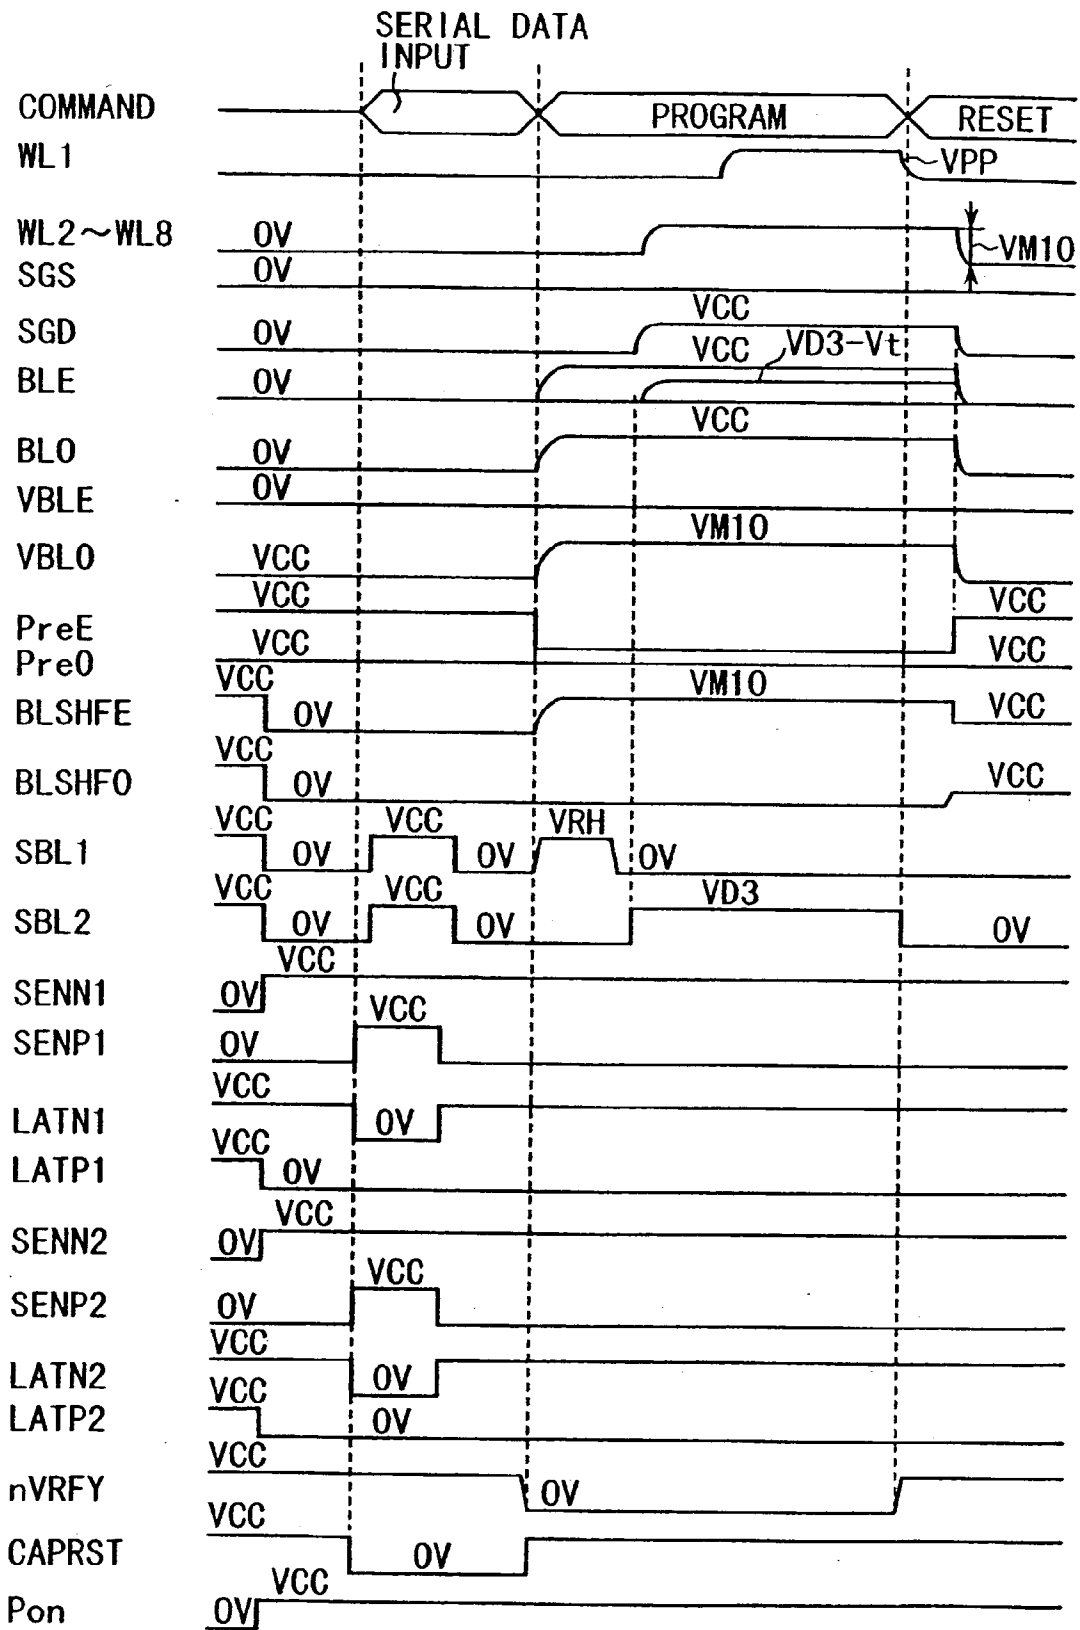 SERIAL DATA
INPUT
COMMAND PROGRAM RESET
WL1 VPP
WL2~WL8 0V VM10
SGS 0V
VCC
SGD 0V VCC VD3-Vt
BLE 0V
VCC
BLO 0V
VBLE 0V
VM10
VBLO VCC
VCC VCC
PreE
PreO VCC VCC
VCC VM10
BLSHFE 0V VCC
VCC VCC
BLSHFO 0V
VCC VCC VRH
SBL1 0V 0V 0V
VCC VCC VD3
SBL2 0V 0V 0V
VCC
SENN1 0V
VCC
SENP1 0V
VCC
LATN1 0V
VCC
LATP1 0V
VCC
SENN2 0V
VCC
SENP2 0V
VCC
LATN2 0V
VCC
LATP2 0V
VCC
nVRFY 0V
VCC
CAPRST 0V
VCC
Pon 0V